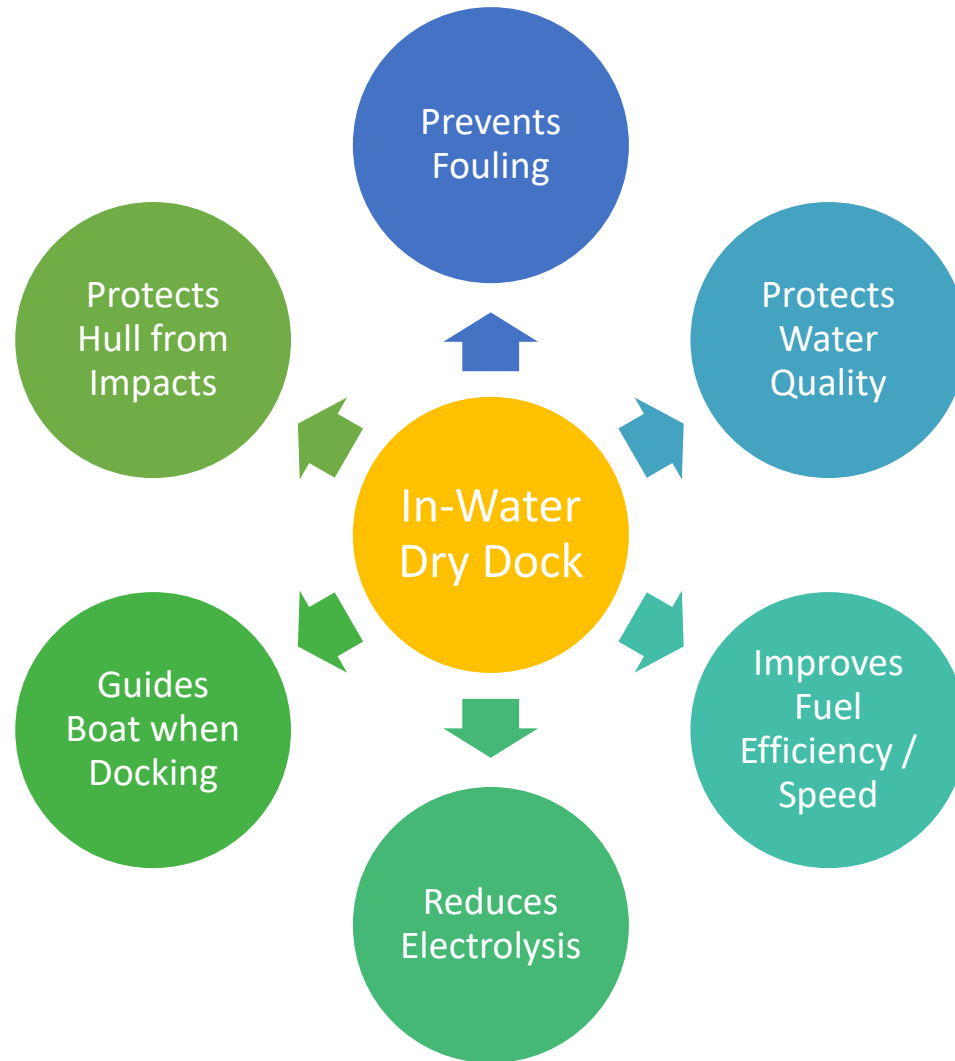 Prevents
Fouling
Protects
Water
Quality
Improves
Fuel
Efficiency /
Speed
Reduces
Electrolysis
Guides
Boat when
Docking
Protects
Hull from
Impacts
In-Water
Dry Dock